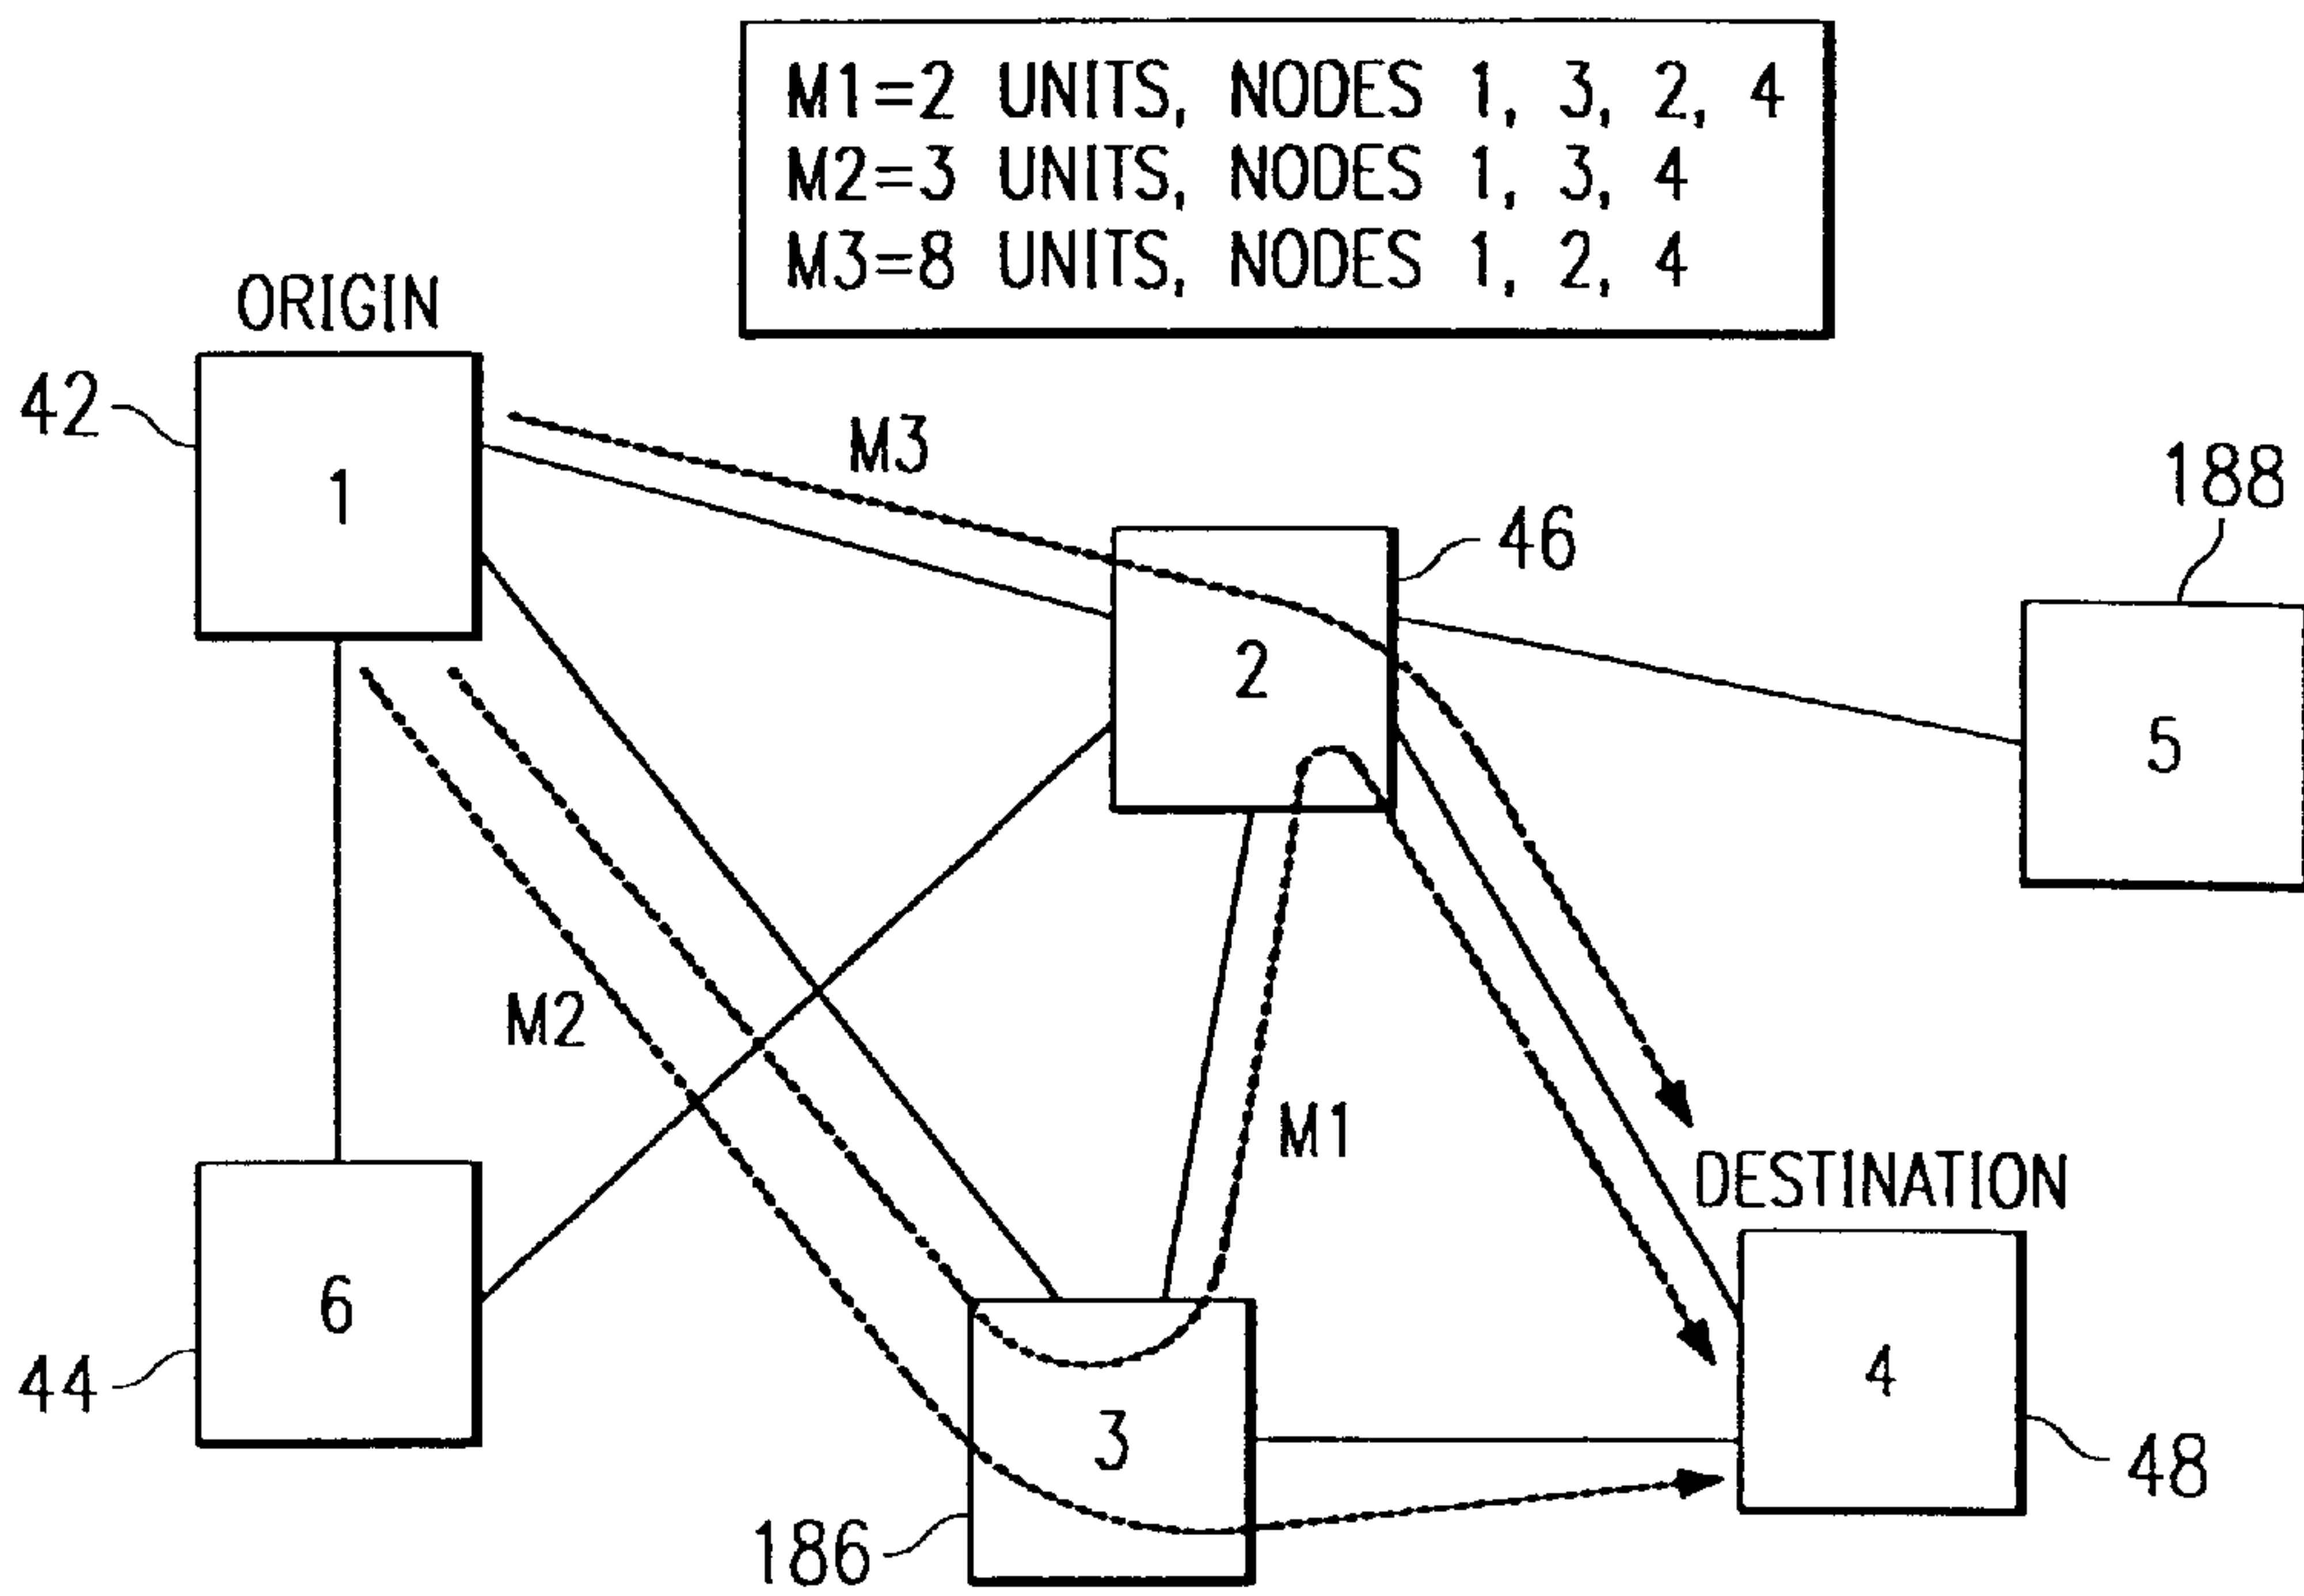 M1=2 UNITS, NODES 1, 3, 2, 4
M2=3 UNITS, NODES 1, 3, 4
M3=8 UNITS, NODES 1, 2, 4
ORIGIN
42
1
M3
46
188
2
5
M2
M1
DESTINATION
6
4
44
3
48
186